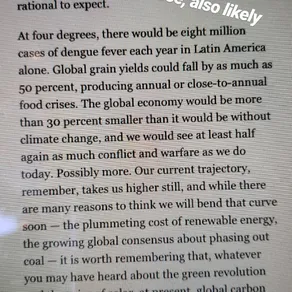 rational to expect.
also likely
At four degrees, there would be eight million
cases of dengue fever each year in Latin America
alone. Global grain yields could fall by as much as
50 percent, producing annual or close-to-annual
food crises. The global economy would be more
than 30 percent smaller than it would be without
climate change, and we would see at least half
again as much conflict and warfare as we do
today. Possibly more. Our current trajectory,
remember, takes us higher still, and while there
are many reasons to think we will bend that curve
soon — the plummeting cost of renewable energy,
the growing global consensus about phasing out
coal — it is worth remembering that, whatever
you may have heard about the green revolution
at present, global carbon